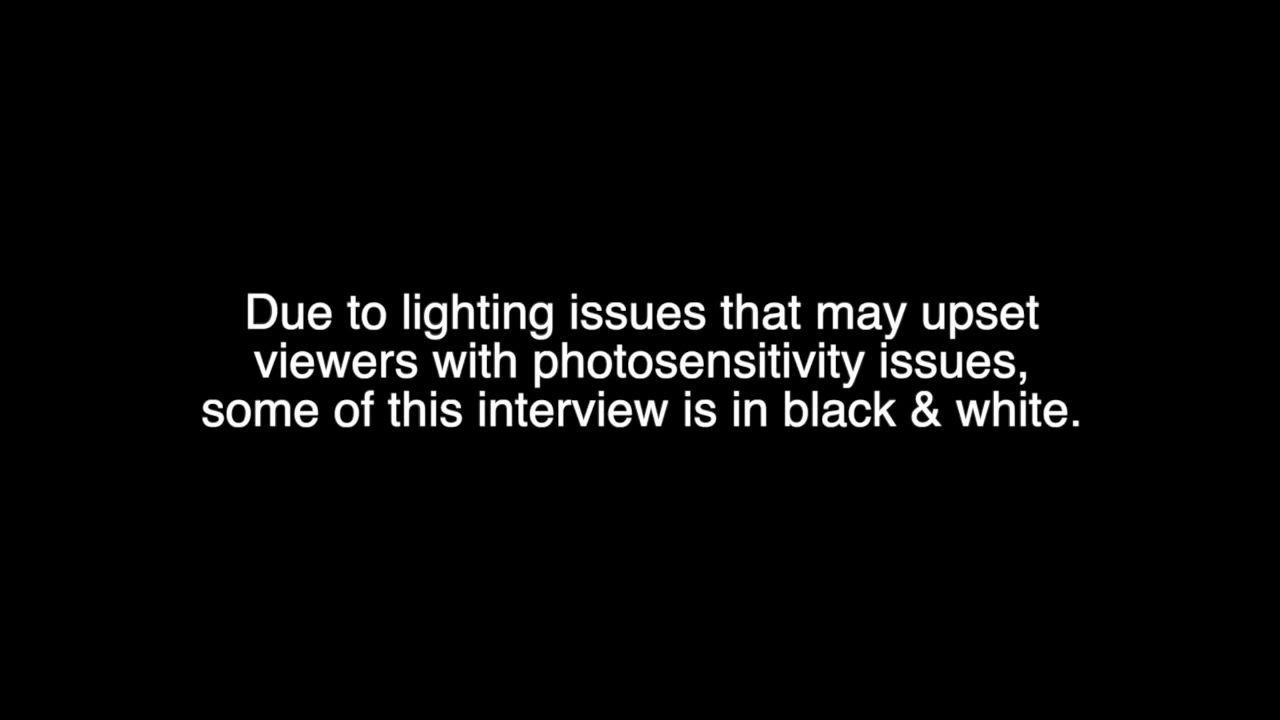 Due to lighting issues that may upset
viewers with photosensitivity issues,
some of this interview is in black & white.